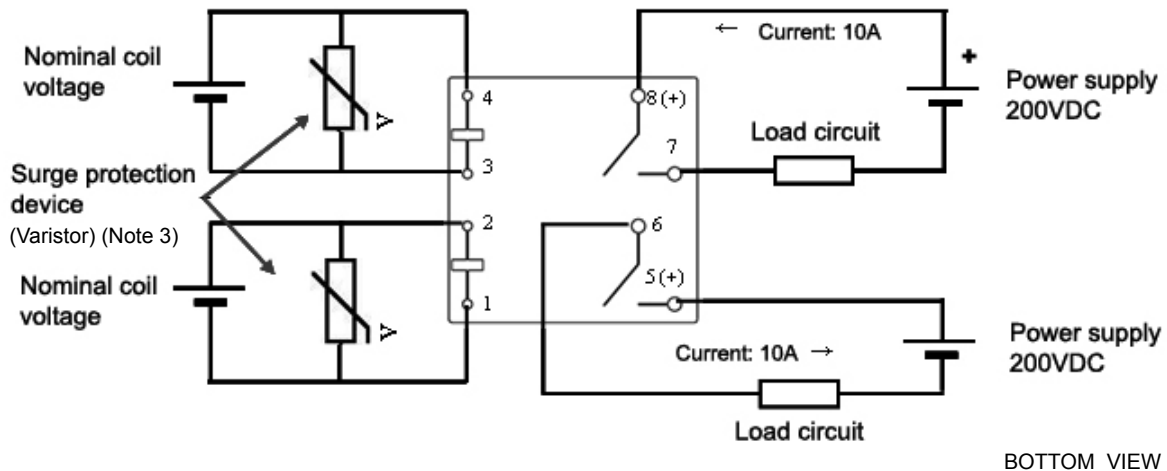 Nominal coil
voltage
Surge protection
device
(Varistor) (Note 3)
Nominal coil
voltage
V
V
4
3
2
1
8(+)
7
6
5(+)
← Current: 10A
+
Power supply
200VDC
Load circuit
Current: 10A →
Power supply
200VDC
Load circuit
BOTTOM VIEW